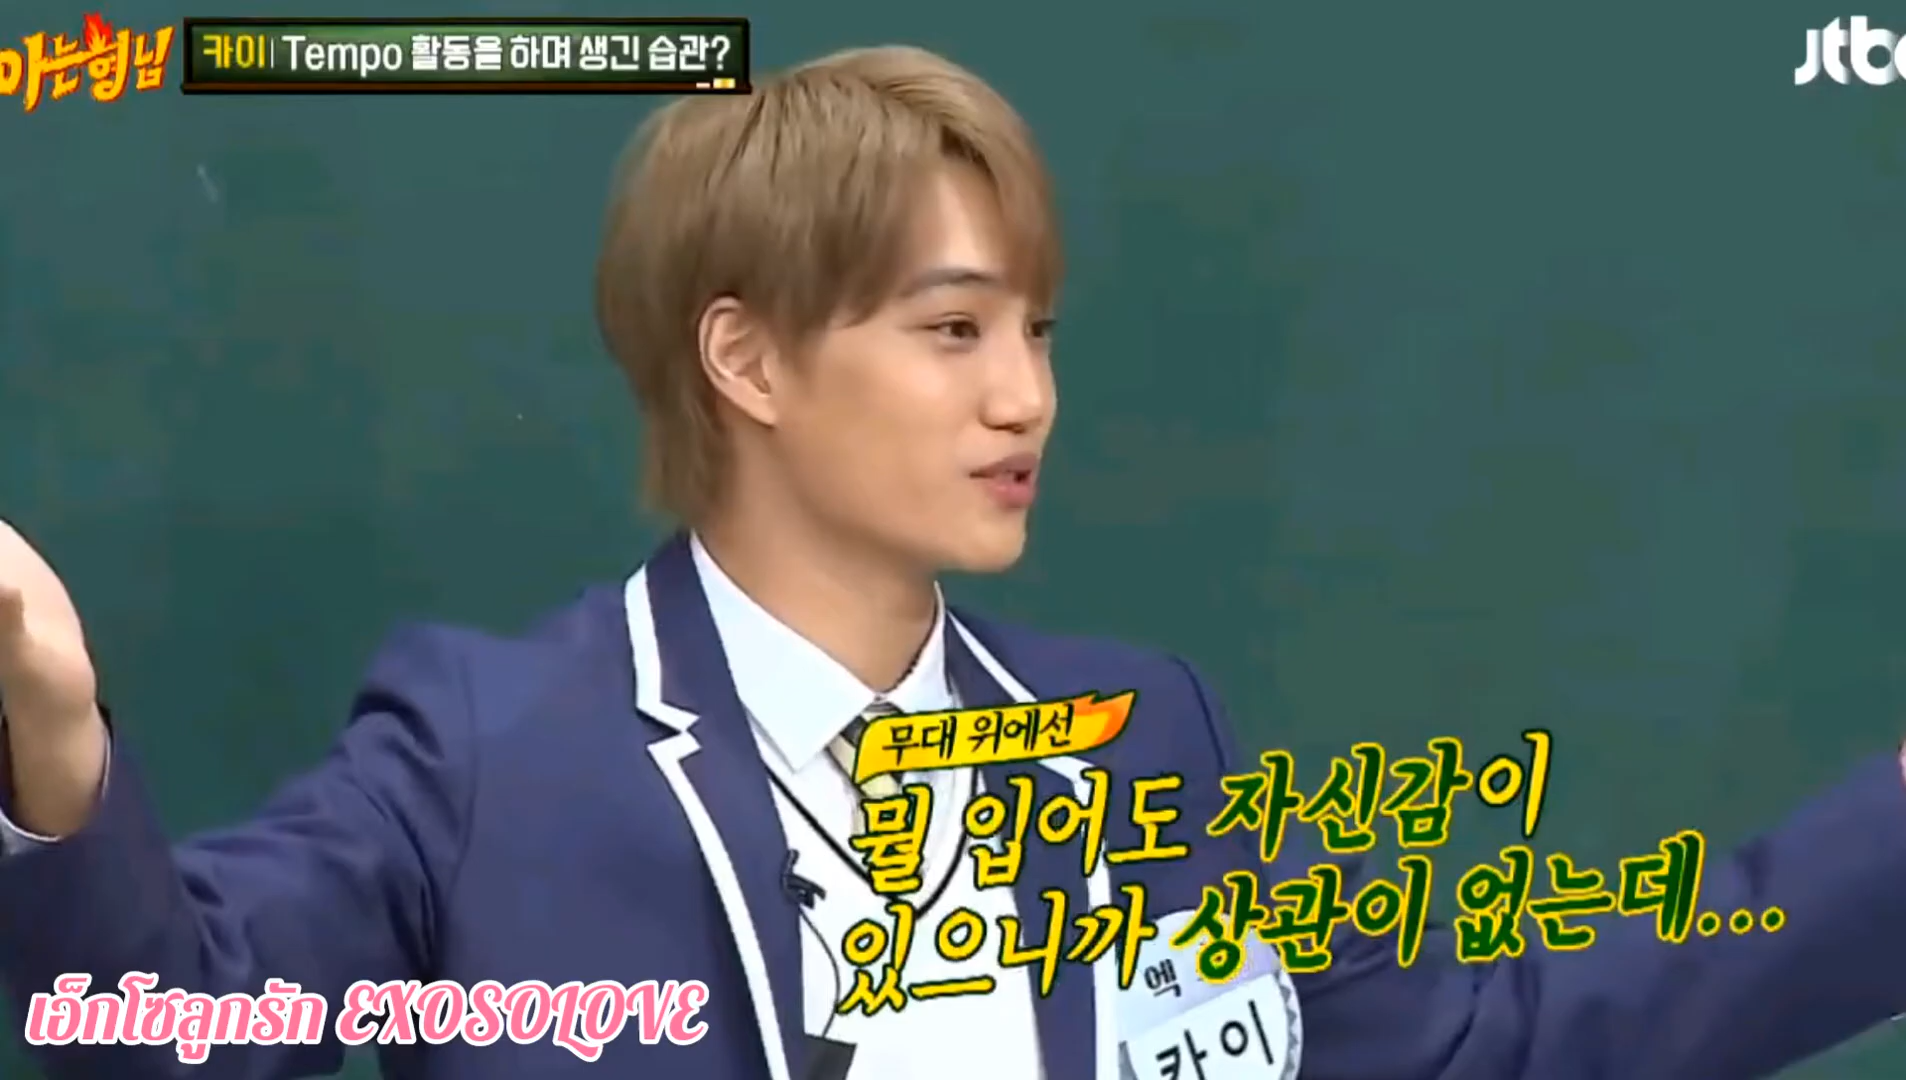 아는형님
카이 | Tempo 활동을 하며 생긴 습관?
jtbc
무대 위에선
뭘 입어도 자신감이
있으니까 상관이 없는데...
엑
카이
เอ็กโซลูกรัก EXOSOLOVE